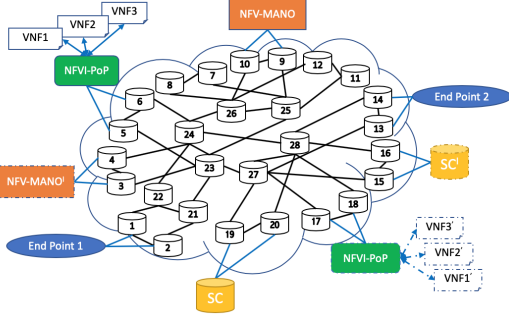 VNF3
NFV-MANO
VNF2
VNF1
NFVI-PoP
10
9
12
7
11
8
6
14
End Point 2
26
25
5
13
24
28
16
4
SC'
23
27
NFV-MANO'
3
15
22
18
21
1
17
VNF3'
20
End Point 1
2
19
NFVI-PoP
VNF2'
VNF1'
SC